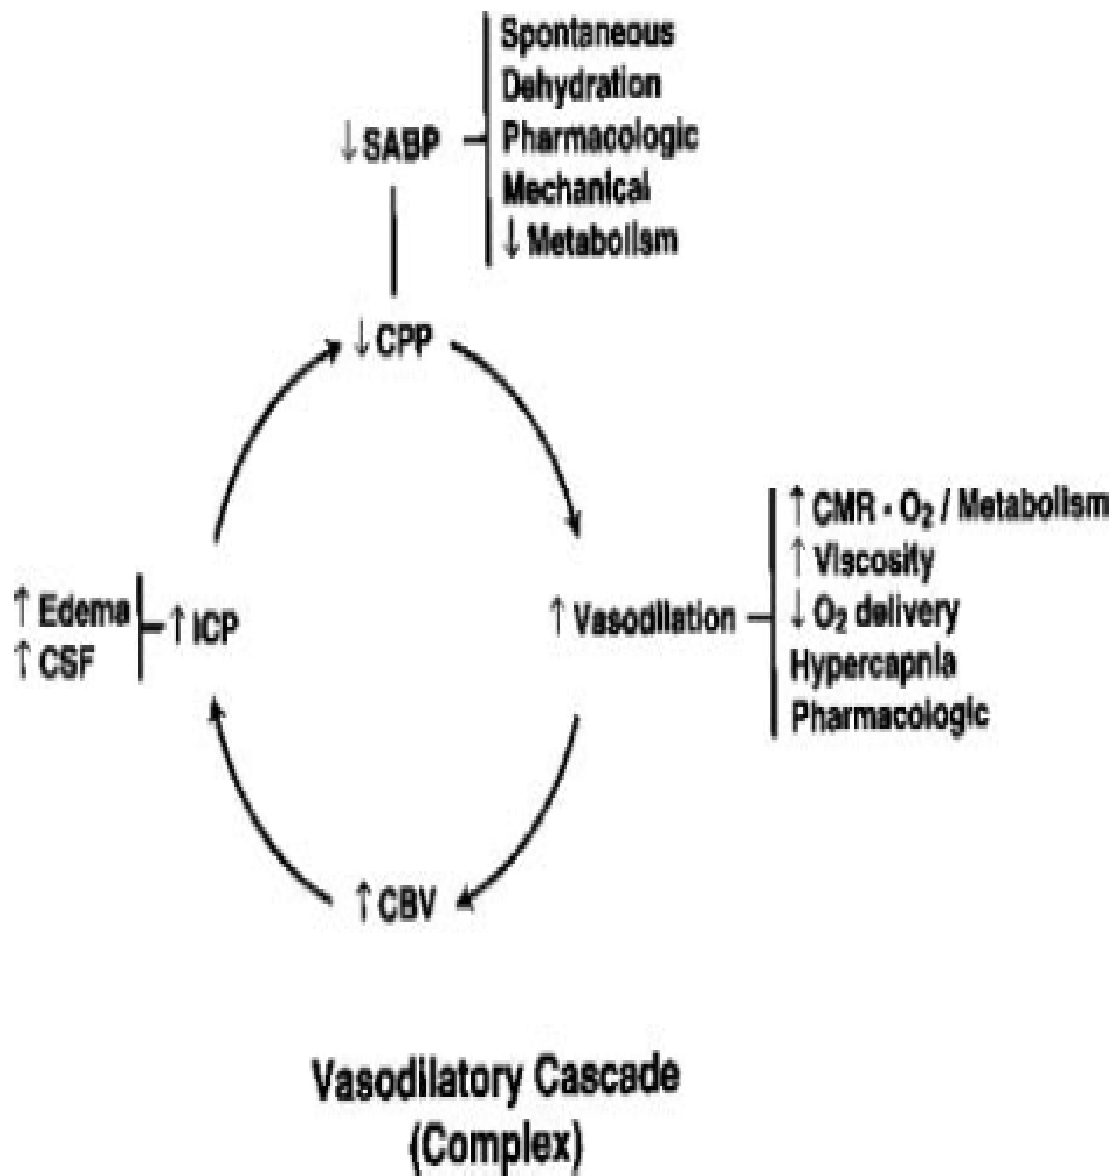 Spontaneous
Dehydration
↓ SABP
Pharmacologic
Mechanical
↓ Metabolism
↓ CPP
↑ CMR - O₂ / Metabolism
↑ Viscosity
↑ Edema
↑ ICP
↑ Vasodilation
↓ O₂ delivery
↑ CSF
Hypercapnia
Pharmacologic
↑ CBV
Vasodilatory Cascade
(Complex)